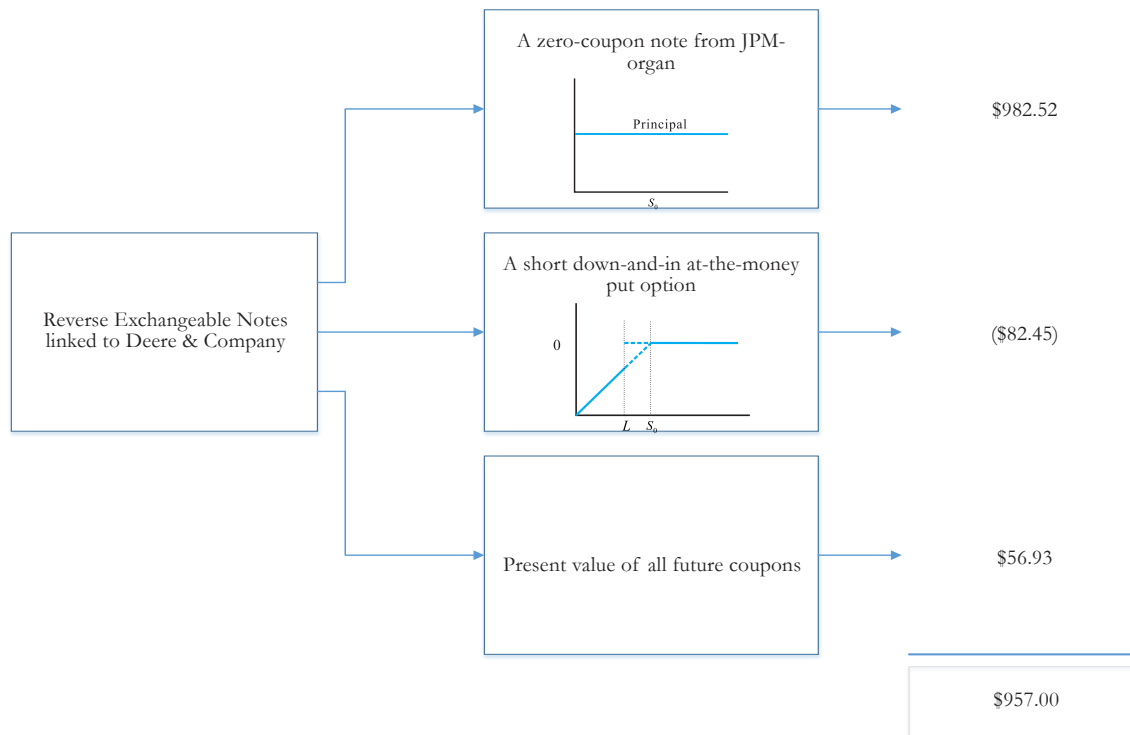 A zero-coupon note from JPM-
organ
Principal
S₀
$982.52
Reverse Exchangeable Notes
linked to Deere & Company
A short down-and-in at-the-money
put option
0
L S₀
($82.45)
Present value of all future coupons
$56.93
$957.00